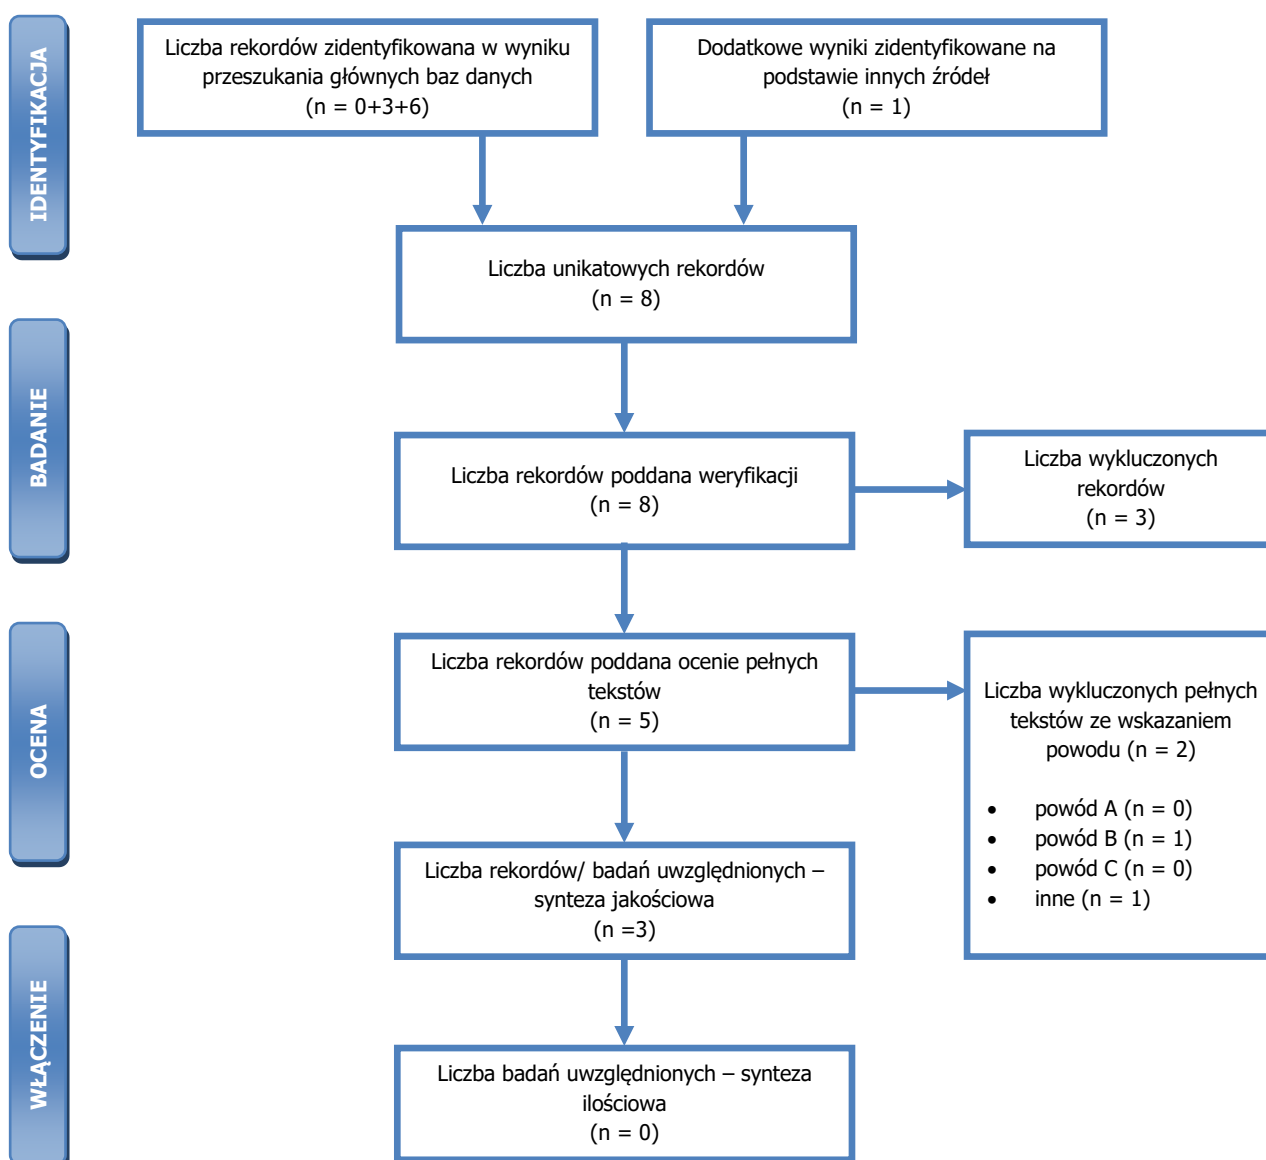 IDENTYFIKACJA
Liczba rekordów zidentyfikowana w wyniku
przeszukania głównych baz danych
(n = 0+3+6)
Dodatkowe wyniki zidentyfikowane na
podstawie innych źródeł
(n = 1)
Liczba unikatowych rekordów
(n = 8)
BADANIE
Liczba rekordów poddana weryfikacji
(n = 8)
Liczba wykluczonych
rekordów
(n = 3)
OCENA
Liczba rekordów poddana ocenie pełnych
tekstów
(n = 5)
Liczba wykluczonych pełnych
tekstów ze wskazaniem
powodu (n = 2)
• powód A (n = 0)
• powód B (n = 1)
• powód C (n = 0)
• inne (n = 1)
Liczba rekordów/ badań uwzględnionych –
synteza jakościowa
(n =3)
WŁĄCZENIE
Liczba badań uwzględnionych – synteza
ilościowa
(n = 0)